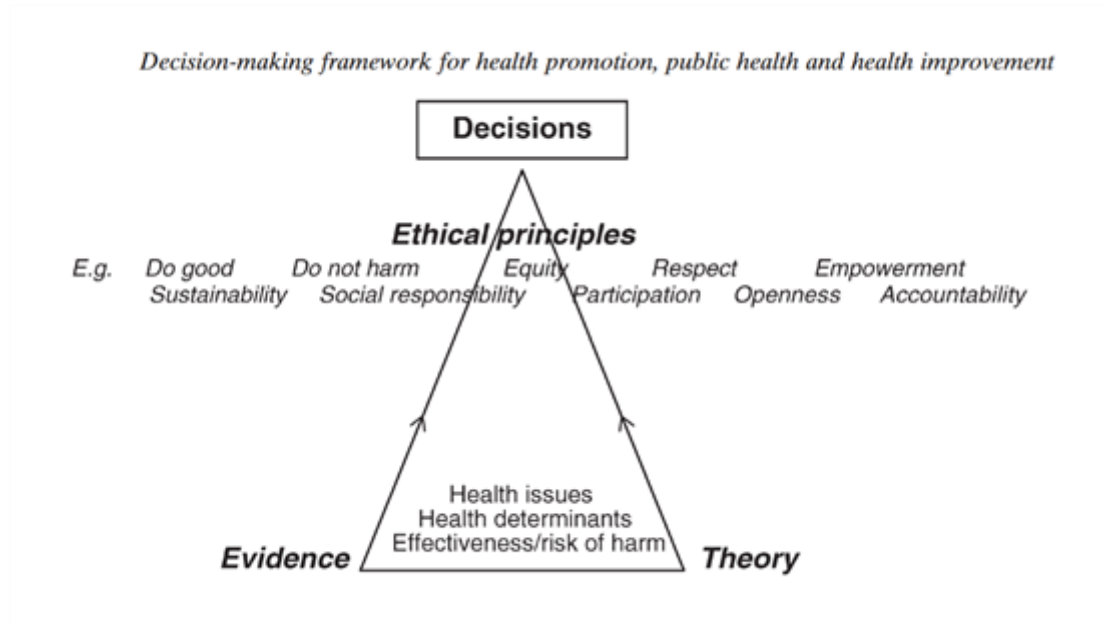 Decision-making framework for health promotion, public health and health improvement
Decisions
Ethical principles
E.g. Do good Do not harm Equity Respect Empowerment
Sustainability Social responsibility Participation Openness Accountability
Health issues
Health determinants
Effectiveness/risk of harm
Evidence Theory